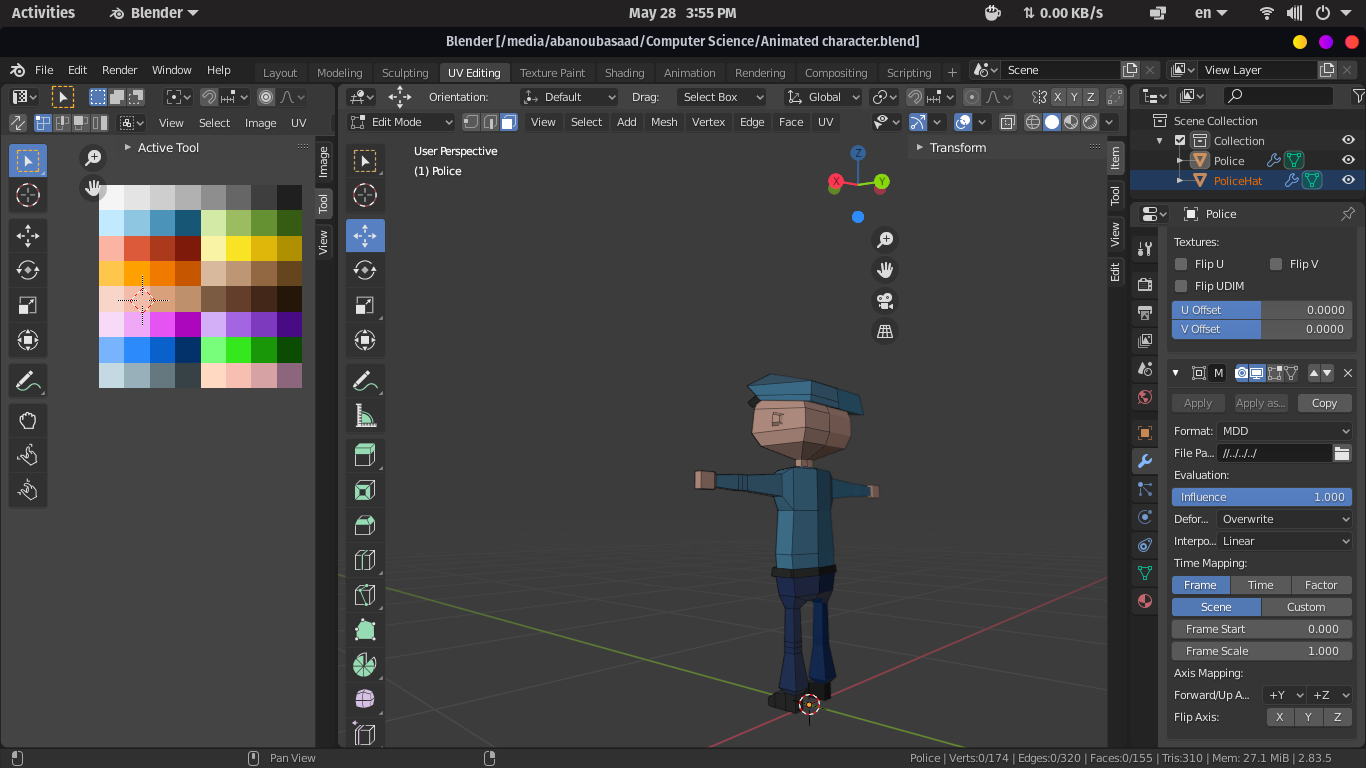 Activities Blender May 28 3:55 PM 0.00 KB/s en
Blender [/media/abanoubasaad/Computer Science/Animated character.blend]
File Edit Render Window Help Layout Modeling Sculpting UV Editing Texture Paint Shading Animation Rendering Compositing Scripting + Scene View Layer
Orientation: Default Drag: Select Box Global X Y Z
View Select Image UV Edit Mode View Select Add Mesh Vertex Edge Face UV
Active Tool
Image
Tool
View
User Perspective
(1) Police
Z
X
Y
Transform
Item
Tool
View
Edit
Scene Collection
Collection
Police
PoliceHat
Police
Textures:
Flip U Flip V
Flip UDIM
U Offset 0.0000
V Offset 0.0000
M
Apply Apply as... Copy
Format: MDD
File Pa... //../../../
Evaluation:
Influence 1.000
Defor... Overwrite
Interpo... Linear
Time Mapping:
Frame Time Factor
Scene Custom
Frame Start 0.000
Frame Scale 1.000
Axis Mapping:
Forward/Up A... +Y +Z
Flip Axis: X Y Z
Pan View
Police | Verts:0/174 | Edges:0/320 | Faces:0/155 | Tris:310 | Mem: 27.1 MiB | 2.83.5